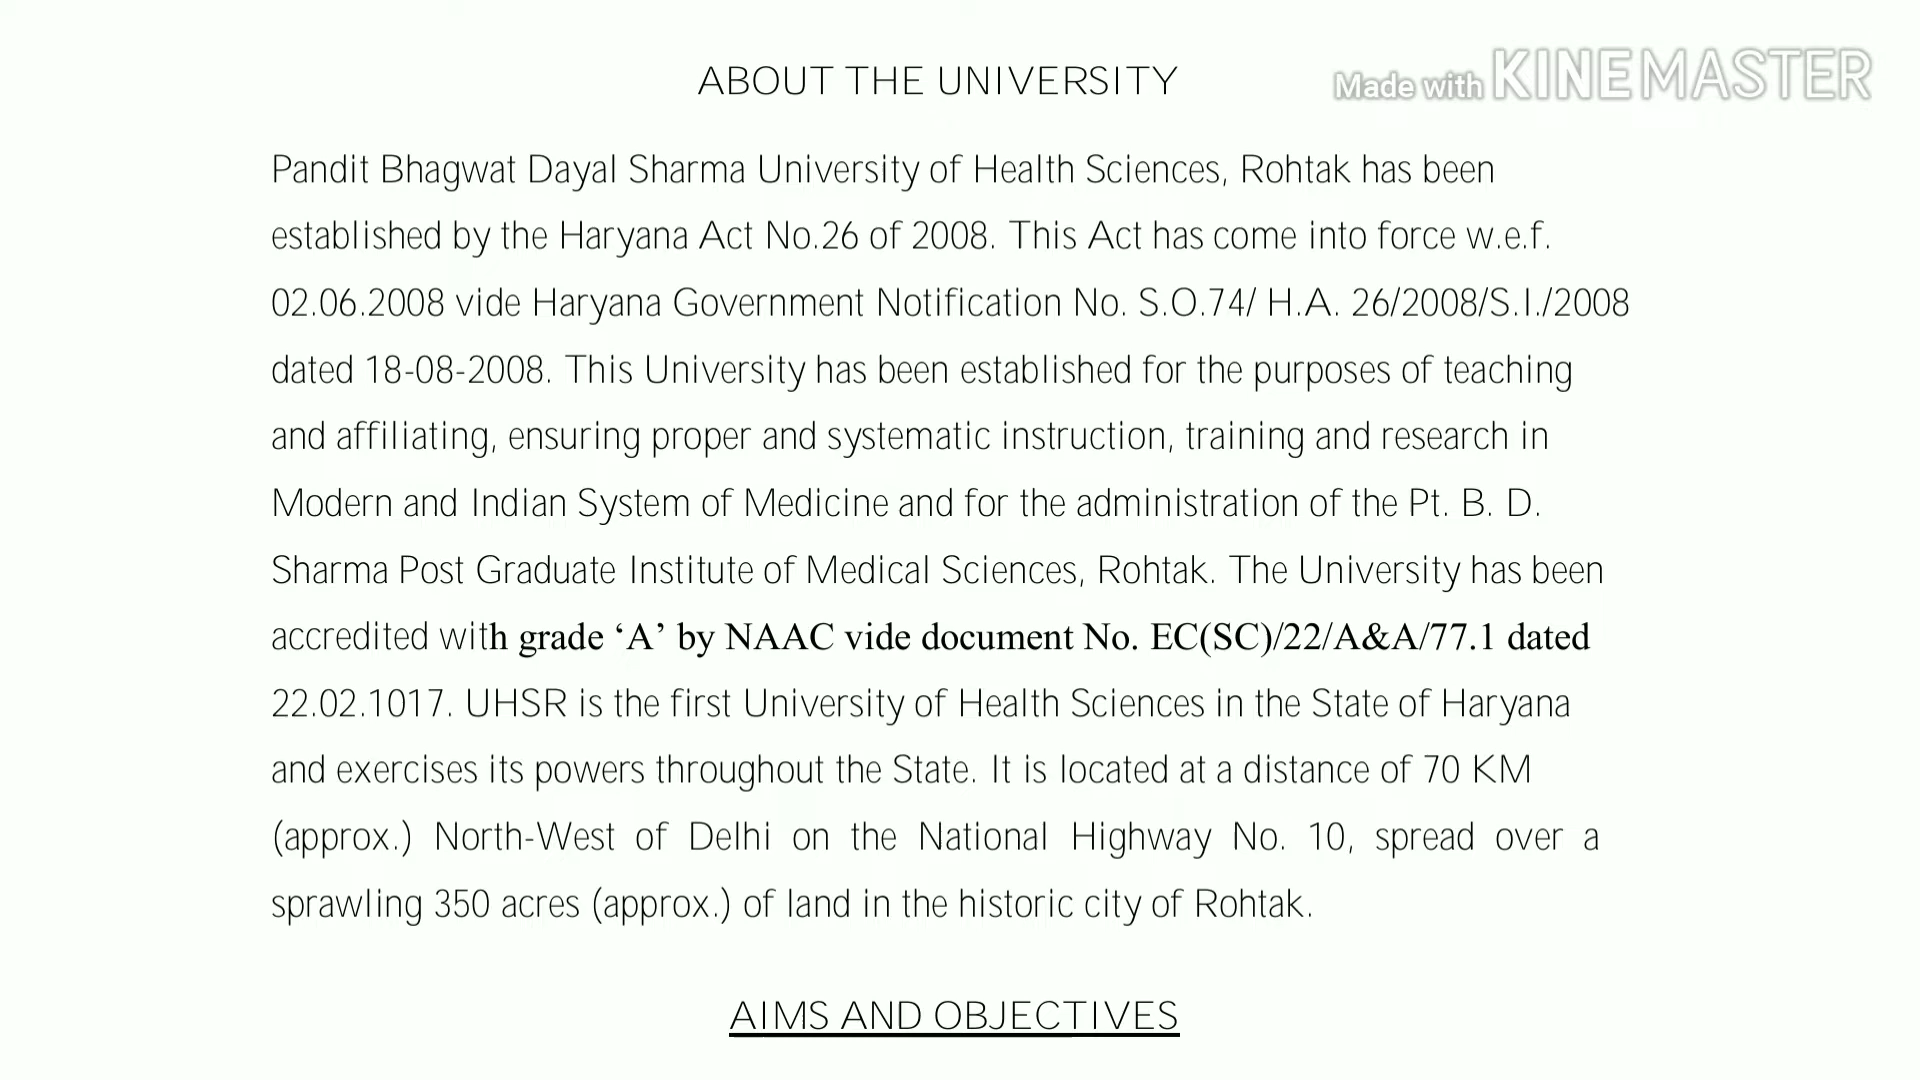 ABOUT THE UNIVERSITY
Made with KINEMASTER
Pandit Bhagwat Dayal Sharma University of Health Sciences, Rohtak has been
established by the Haryana Act No.26 of 2008. This Act has come into force w.e.f.
02.06.2008 vide Haryana Government Notification No. S.O.74/ H.A. 26/2008/S.I./2008
dated 18-08-2008. This University has been established for the purposes of teaching
and affiliating, ensuring proper and systematic instruction, training and research in
Modern and Indian System of Medicine and for the administration of the Pt. B. D.
Sharma Post Graduate Institute of Medical Sciences, Rohtak. The University has been
accredited with grade ‘A’ by NAAC vide document No. EC(SC)/22/A&A/77.1 dated
22.02.1017. UHSR is the first University of Health Sciences in the State of Haryana
and exercises its powers throughout the State. It is located at a distance of 70 KM
(approx.) North-West of Delhi on the National Highway No. 10, spread over a
sprawling 350 acres (approx.) of land in the historic city of Rohtak.
AIMS AND OBJECTIVES